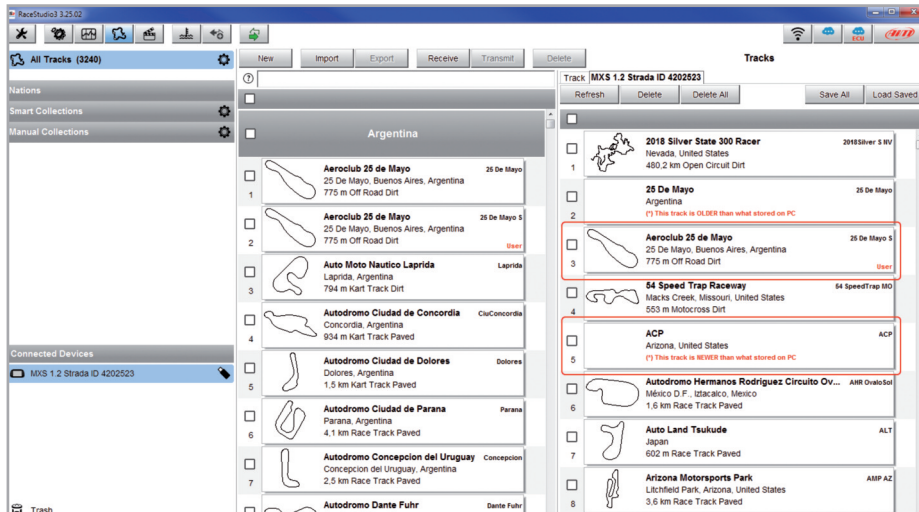 RaceStudio3 3.25.02
ECU
All Tracks (3240)
Nations
Smart Collections
Manual Collections
Connected Devices
MXS 1.2 Strada ID 4202523
Trash
New Import Export Receive Transmit Delete
Argentina
1
Aeroclub 25 de Mayo 25 De Mayo
25 De Mayo, Buenos Aires, Argentina
775 m Off Road Dirt
2
Aeroclub 25 de Mayo 25 De Mayo S
25 De Mayo, Buenos Aires, Argentina
775 m Off Road Dirt User
3
Auto Moto Nautico Laprida Laprida
Laprida, Argentina
794 m Kart Track Dirt
4
Autodromo Ciudad de Concordia CiuConcordia
Concordia, Argentina
934 m Kart Track Paved
5
Autodromo Ciudad de Dolores Dolores
Dolores, Argentina
1,5 km Kart Track Paved
6
Autodromo Ciudad de Parana Parana
Parana, Argentina
4,1 km Race Track Paved
7
Autodromo Concepcion del Uruguay Concepcion
Concepcion del Uruguay, Argentina
2,5 km Race Track Paved
Autodromo Dante Fuhr Dante Fuhr
Tracks
Track MXS 1.2 Strada ID 4202523
Refresh Delete Delete All Save All Load Saved
1
2018 Silver State 300 Racer 2018Silver S NV
Nevada, United States
480,2 km Open Circuit Dirt
2
25 De Mayo 25 De Mayo
Argentina
(*) This track is OLDER than what stored on PC
3
Aeroclub 25 de Mayo 25 De Mayo S
25 De Mayo, Buenos Aires, Argentina
775 m Off Road Dirt User
4
54 Speed Trap Raceway 54 SpeedTrap MO
Macks Creek, Missouri, United States
553 m Motocross Dirt
5
ACP ACP
Arizona, United States
(*) This track is NEWER than what stored on PC
6
Autodromo Hermanos Rodriguez Circuito Ov... AHR OvaloSol
México D.F., Iztacalco, Mexico
1,6 km Race Track Paved
7
Auto Land Tsukude ALT
Japan
602 m Race Track Paved
8
Arizona Motorsports Park AMP AZ
Litchfield Park, Arizona, United States
3,6 km Race Track Paved